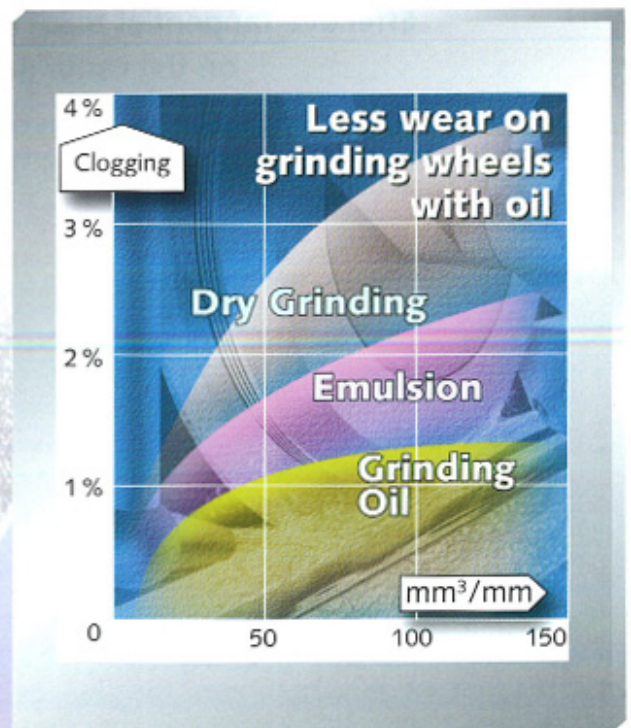 4 %
Less wear on
grinding wheels
with oil
Clogging
3 %
Dry Grinding
2 %
Emulsion
Grinding
Oil
1 %
mm³/mm
0
50
100
150